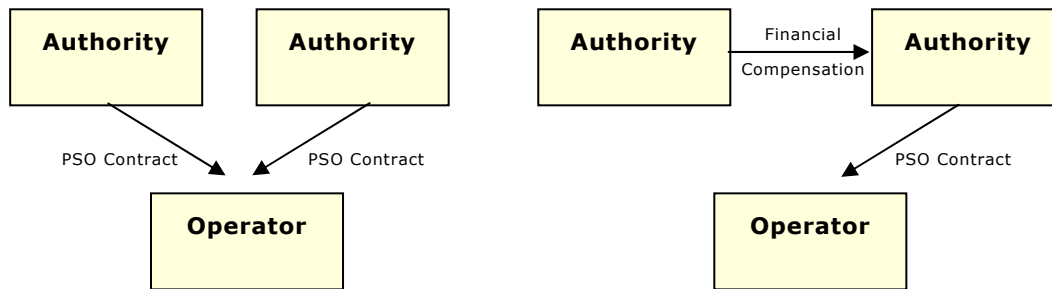 Authority
Authority
PSO Contract
PSO Contract
Operator
Authority
Financial
Compensation
Authority
PSO Contract
Operator